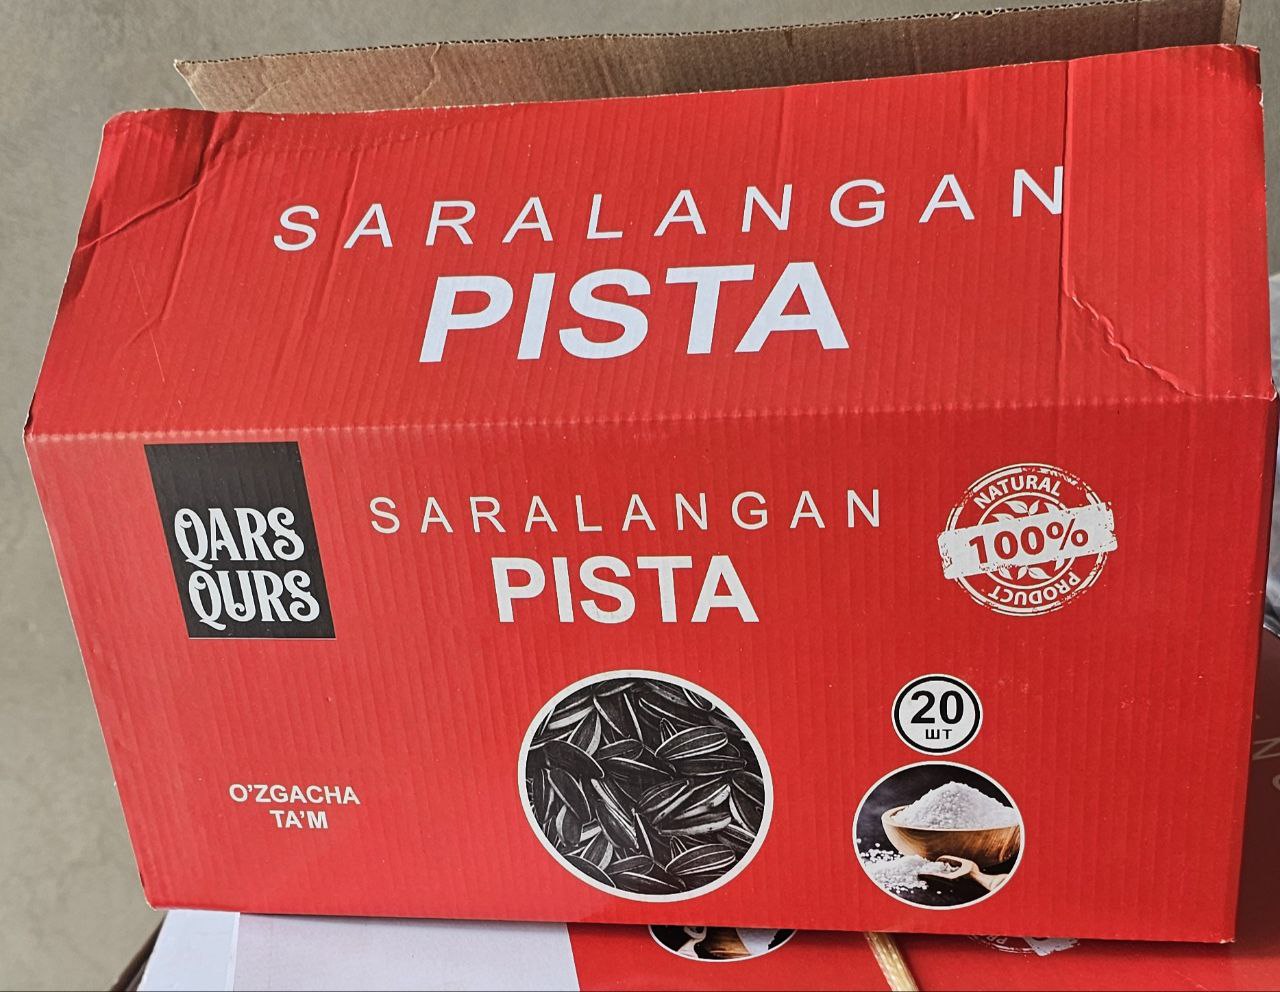 SARALANGAN
PISTA
QARS
QURS
SARALANGAN
PISTA
NATURAL
100%
PRODUCT
20
ШТ
O'ZGACHA
TA'M